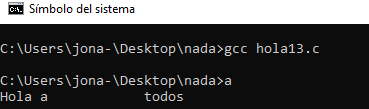 Símbolo del sistema
C:\Users\jona-\Desktop\nada>gcc hola13.c
C:\Users\jona-\Desktop\nada>a
Hola a            todos